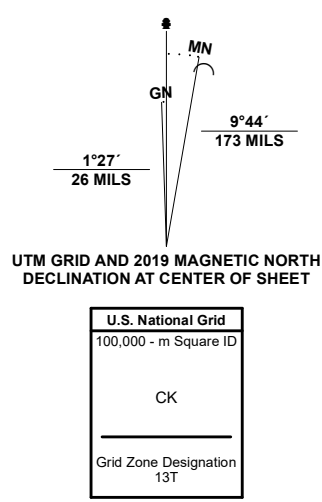 MN
GN
9°44´
173 MILS
1°27´
26 MILS
UTM GRID AND 2019 MAGNETIC NORTH
DECLINATION AT CENTER OF SHEET
U.S. National Grid
100,000 - m Square ID
CK
Grid Zone Designation
13T